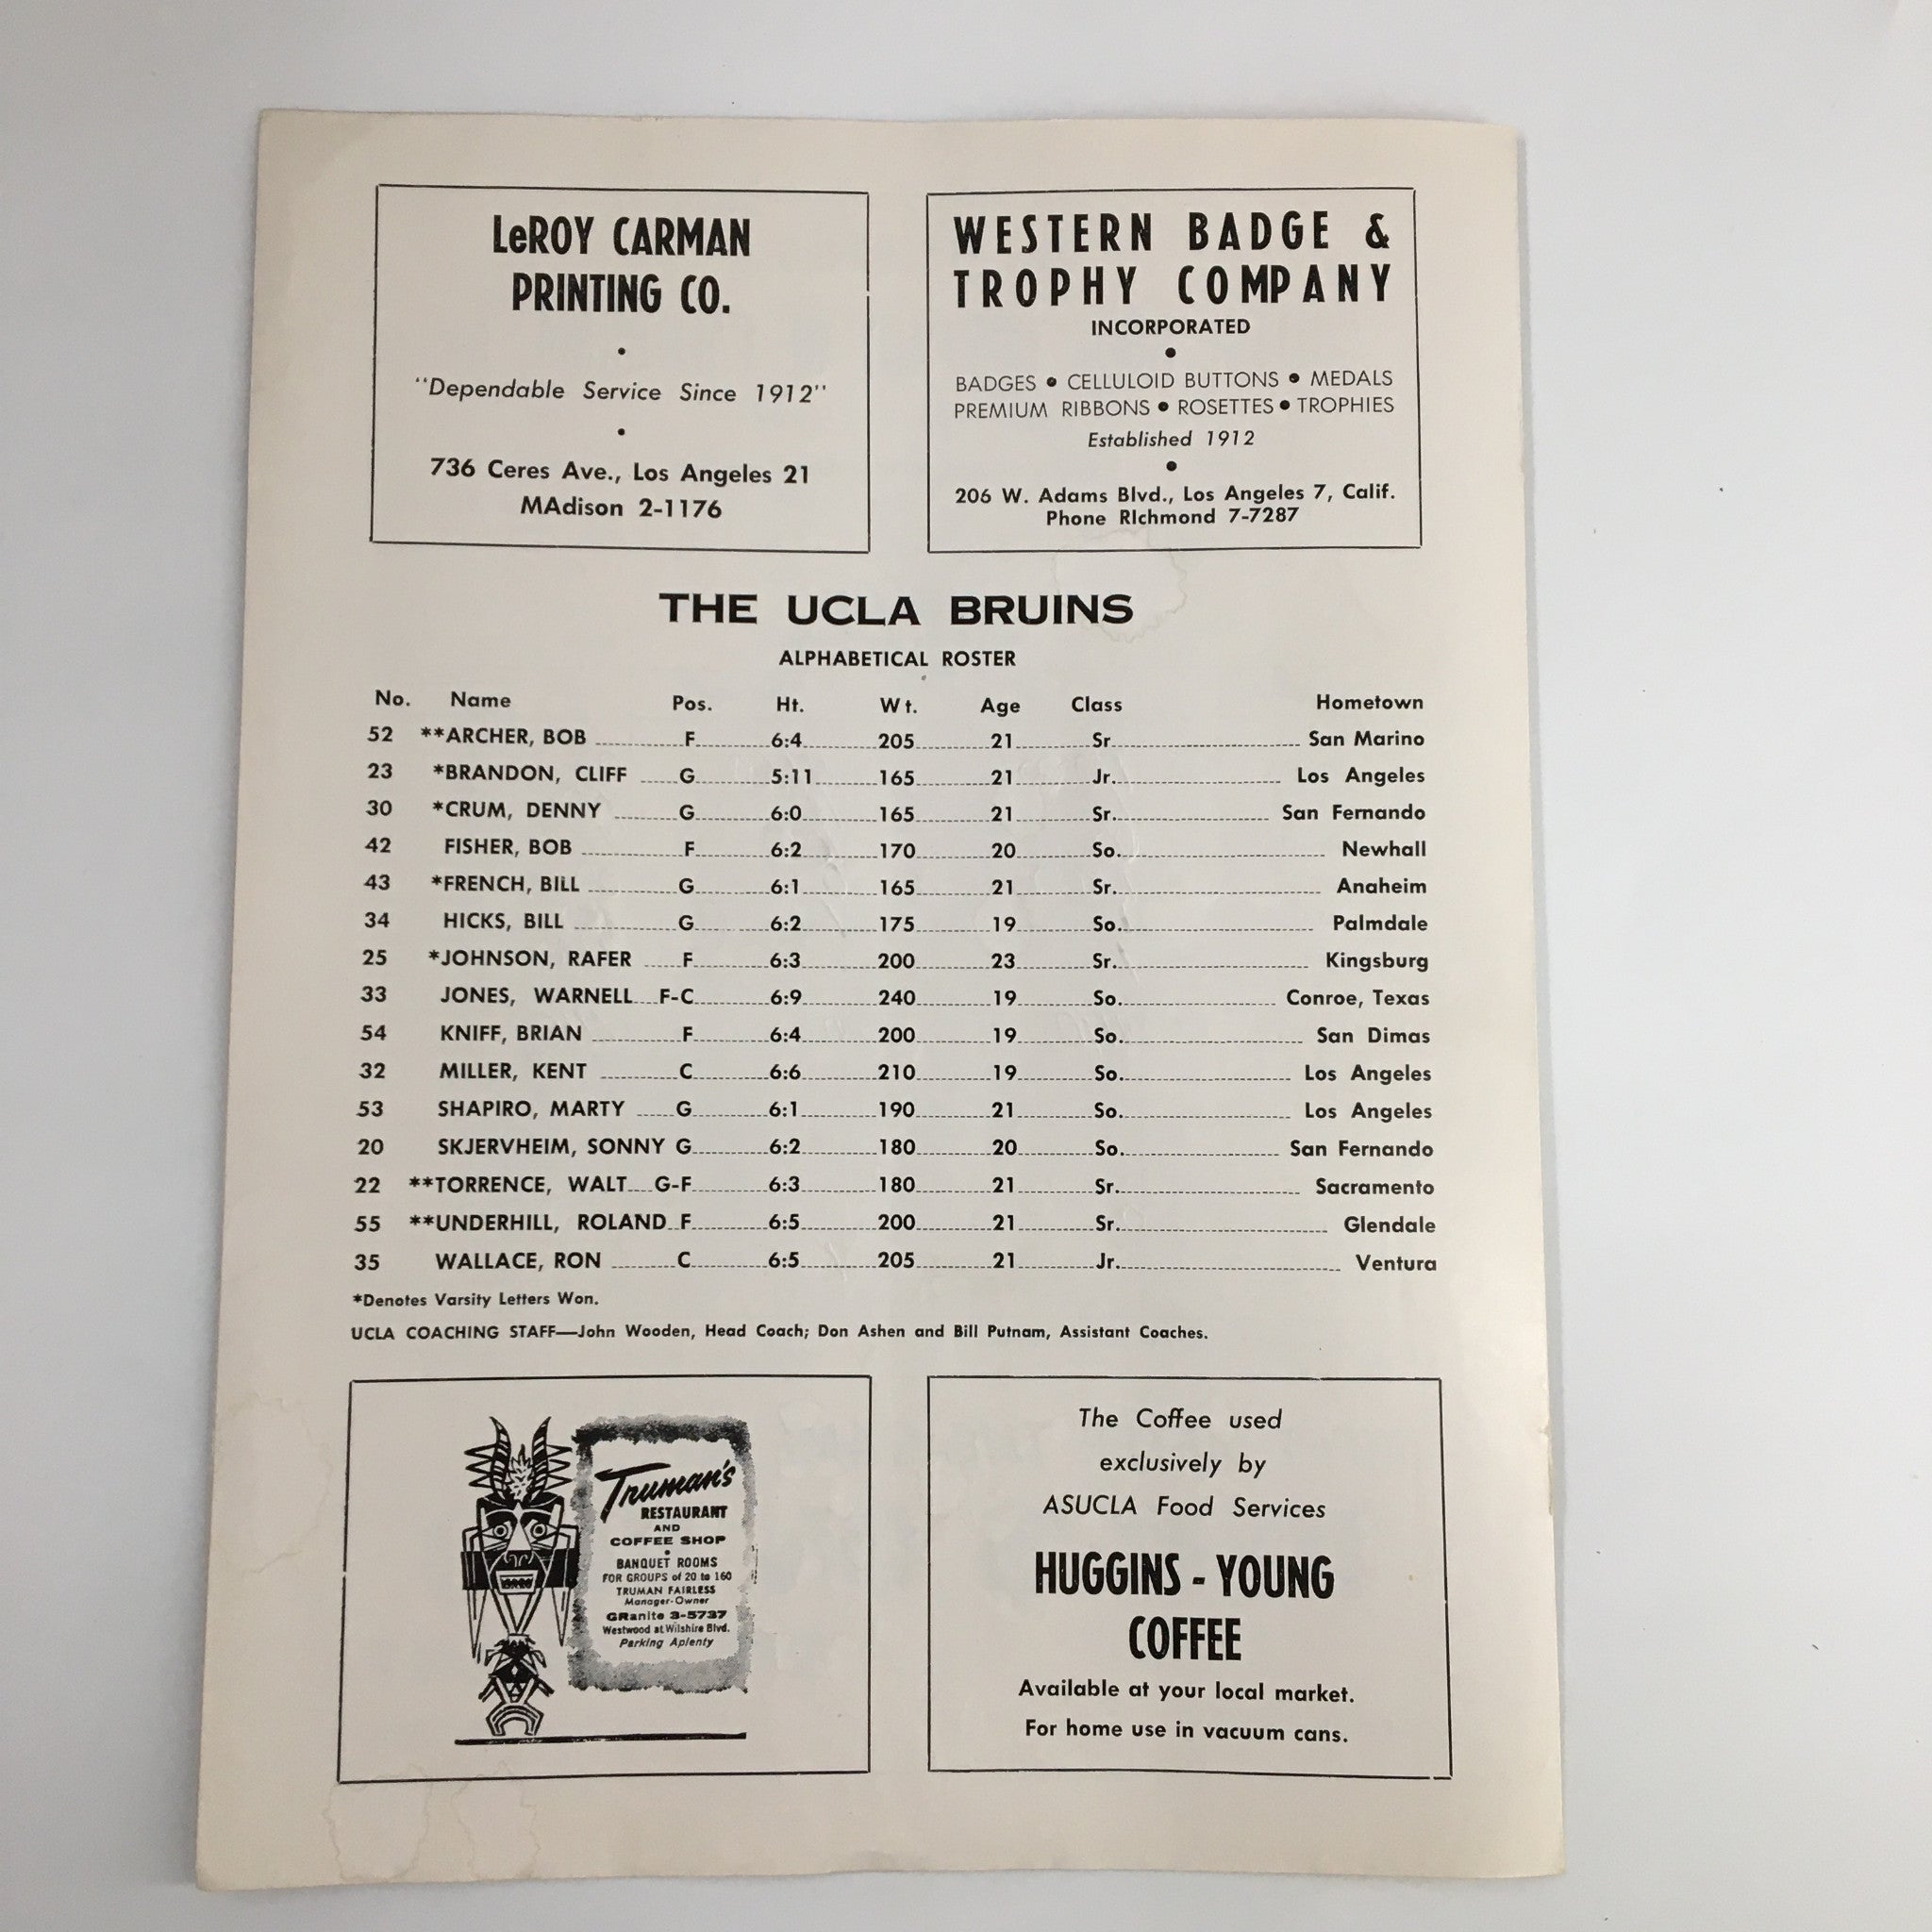 LeROY CARMAN
PRINTING CO.
•
"Dependable Service Since 1912"
•
736 Ceres Ave., Los Angeles 21
MAdison 2-1176
WESTERN BADGE &
TROPHY COMPANY
INCORPORATED
•
BADGES • CELLULOID BUTTONS • MEDALS
PREMIUM RIBBONS • ROSETTES • TROPHIES
Established 1912
•
206 W. Adams Blvd., Los Angeles 7, Calif.
Phone RIchmond 7-7287
THE UCLA BRUINS
ALPHABETICAL ROSTER
No. Name Pos. Ht. Wt. Age Class Hometown
52 **ARCHER, BOB F 6:4 205 21 Sr. San Marino
23 *BRANDON, CLIFF G 5:11 165 21 Jr. Los Angeles
30 *CRUM, DENNY G 6:0 165 21 Sr. San Fernando
42 FISHER, BOB F 6:2 170 20 So. Newhall
43 *FRENCH, BILL G 6:1 165 21 Sr. Anaheim
34 HICKS, BILL G 6:2 175 19 So. Palmdale
25 *JOHNSON, RAFER F 6:3 200 23 Sr. Kingsburg
33 JONES, WARNELL F-C 6:9 240 19 So. Conroe, Texas
54 KNIFF, BRIAN F 6:4 200 19 So. San Dimas
32 MILLER, KENT C 6:6 210 19 So. Los Angeles
53 SHAPIRO, MARTY G 6:1 190 21 So. Los Angeles
20 SKJERVHEIM, SONNY G 6:2 180 20 So. San Fernando
22 **TORRENCE, WALT G-F 6:3 180 21 Sr. Sacramento
55 **UNDERHILL, ROLAND F 6:5 200 21 Sr. Glendale
35 WALLACE, RON C 6:5 205 21 Jr. Ventura
*Denotes Varsity Letters Won.
UCLA COACHING STAFF—John Wooden, Head Coach; Don Ashen and Bill Putnam, Assistant Coaches.
Truman's
RESTAURANT
AND
COFFEE SHOP
•
BANQUET ROOMS
FOR GROUPS of 20 to 160
TRUMAN FAIRLESS
Manager-Owner
GRanite 3-5737
Westwood at Wilshire Blvd.
Parking Aplenty
The Coffee used
exclusively by
ASUCLA Food Services
HUGGINS - YOUNG
COFFEE
Available at your local market.
For home use in vacuum cans.